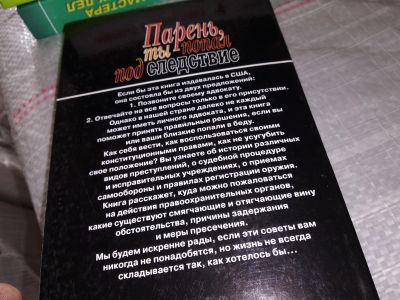 МАСТЕРА
ДЕЛ
Парень,
ты попал
под следствие
Если бы эта книга издавалась в США,
она состояла бы из двух предложений:
1. Позвоните своему адвокату.
2. Отвечайте на все вопросы только в его присутствии.
Однако в нашей стране далеко не каждый
может иметь личного адвоката, и эта книга
поможет принять правильные решения, если вы
или ваши близкие попали в беду.
Как себя вести, как воспользоваться своими
конституционными правами, как не усугубить
свое положение? Вы узнаете об истории различных
видов преступлений, о судебной процедуре
и исправительных учреждениях, о приемах
самообороны и правилах регистрации оружия.
Книга расскажет, куда можно пожаловаться
на действия правоохранительных органов,
какие существуют смягчающие и отягчающие вину
обстоятельства, причины задержания
и меры пресечения.
Мы будем искренне рады, если эти советы вам
никогда не понадобятся, но жизнь не всегда
складывается так, как хотелось бы...